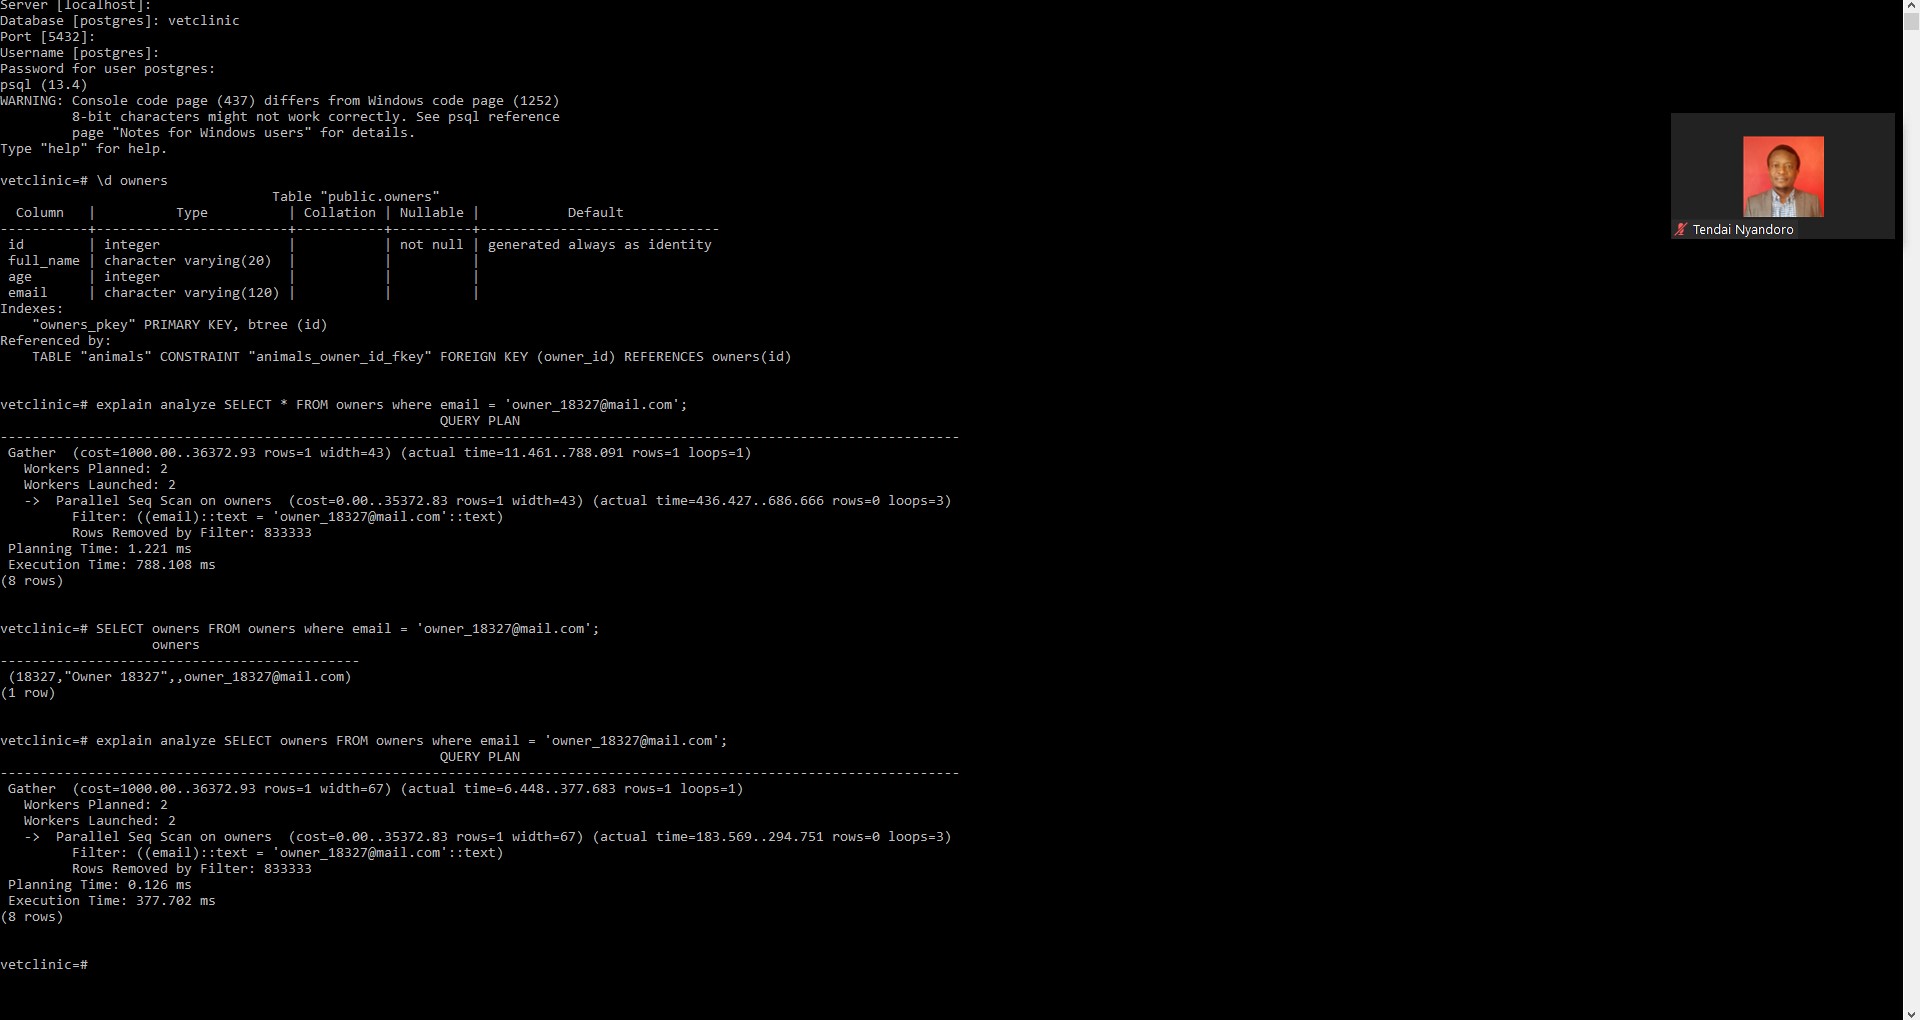 Server [localhost]:
Database [postgres]: vetclinic
Port [5432]:
Username [postgres]:
Password for user postgres:
psql (13.4)
WARNING: Console code page (437) differs from Windows code page (1252)
         8-bit characters might not work correctly. See psql reference
         page "Notes for Windows users" for details.
Type "help" for help.
vetclinic=# \d owners
                                  Table "public.owners"
  Column   |          Type          | Collation | Nullable |           Default
-----------+------------------------+-----------+----------+------------------------------
 id        | integer                |           | not null | generated always as identity
 full_name | character varying(20)  |           |          |
 age       | integer                |           |          |
 email     | character varying(120) |           |          |
Indexes:
    "owners_pkey" PRIMARY KEY, btree (id)
Referenced by:
    TABLE "animals" CONSTRAINT "animals_owner_id_fkey" FOREIGN KEY (owner_id) REFERENCES owners(id)
vetclinic=# explain analyze SELECT * FROM owners where email = 'owner_18327@mail.com';
                                                       QUERY PLAN
------------------------------------------------------------------------------------------------------------------------
 Gather  (cost=1000.00..36372.93 rows=1 width=43) (actual time=11.461..788.091 rows=1 loops=1)
   Workers Planned: 2
   Workers Launched: 2
   ->  Parallel Seq Scan on owners  (cost=0.00..35372.83 rows=1 width=43) (actual time=436.427..686.666 rows=0 loops=3)
         Filter: ((email)::text = 'owner_18327@mail.com'::text)
         Rows Removed by Filter: 833333
 Planning Time: 1.221 ms
 Execution Time: 788.108 ms
(8 rows)
vetclinic=# SELECT owners FROM owners where email = 'owner_18327@mail.com';
                   owners
---------------------------------------------
 (18327,"Owner 18327",,owner_18327@mail.com)
(1 row)
vetclinic=# explain analyze SELECT owners FROM owners where email = 'owner_18327@mail.com';
                                                       QUERY PLAN
------------------------------------------------------------------------------------------------------------------------
 Gather  (cost=1000.00..36372.93 rows=1 width=67) (actual time=6.448..377.683 rows=1 loops=1)
   Workers Planned: 2
   Workers Launched: 2
   ->  Parallel Seq Scan on owners  (cost=0.00..35372.83 rows=1 width=67) (actual time=183.569..294.751 rows=0 loops=3)
         Filter: ((email)::text = 'owner_18327@mail.com'::text)
         Rows Removed by Filter: 833333
 Planning Time: 0.126 ms
 Execution Time: 377.702 ms
(8 rows)
vetclinic=#
Tendai Nyandoro